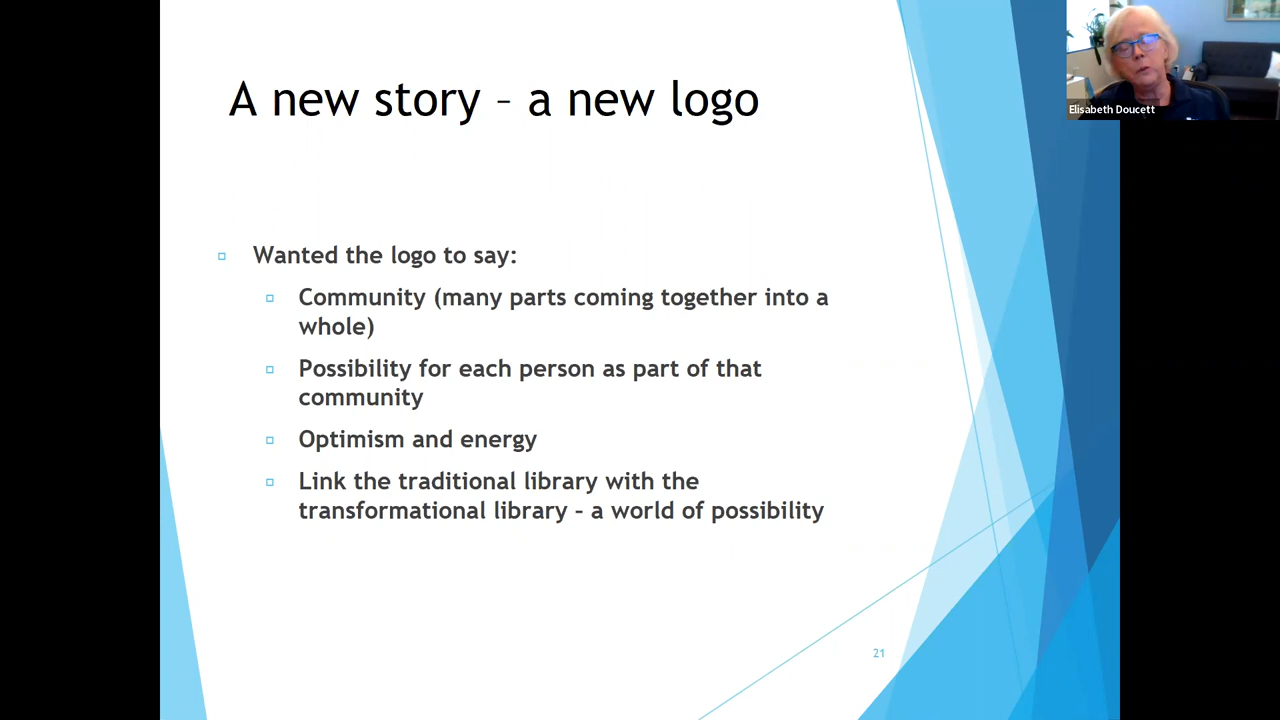 A new story – a new logo
Elisabeth Doucett
Wanted the logo to say:
Community (many parts coming together into a
whole)
Possibility for each person as part of that
community
Optimism and energy
Link the traditional library with the
transformational library – a world of possibility
21